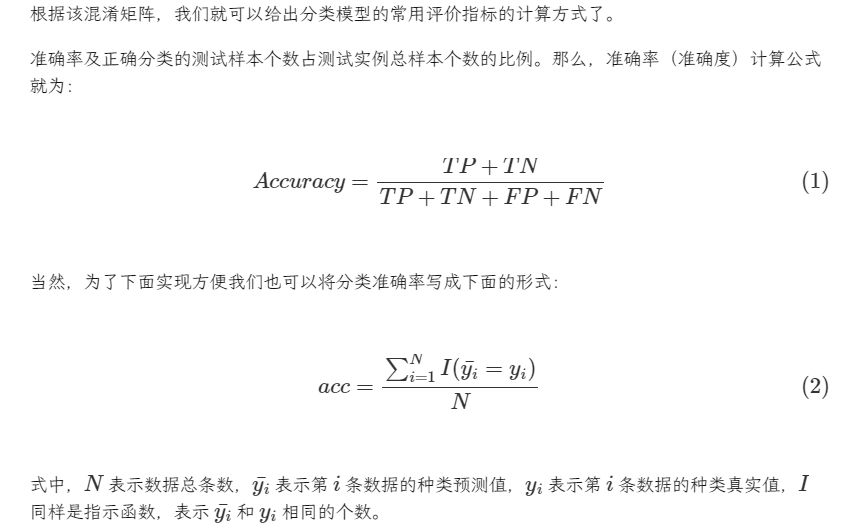 根据该混淆矩阵，我们就可以给出分类模型的常用评价指标的计算方式了。
准确率及正确分类的测试样本个数占测试实例总样本个数的比例。那么，准确率（准确度）计算公式
就为：
Accuracy = \frac{TP + TN}{TP + TN + FP + FN} (1)
当然，为了下面实现方便我们也可以将分类准确率写成下面的形式：
acc = \frac{\sum_{i=1}^{N} I(\bar{y_i} = y_i)}{N} (2)
式中，N 表示数据总条数，\bar{y_i} 表示第 i 条数据的种类预测值，y_i 表示第 i 条数据的种类真实值，I
同样是指示函数，表示 \bar{y_i} 和 y_i 相同的个数。